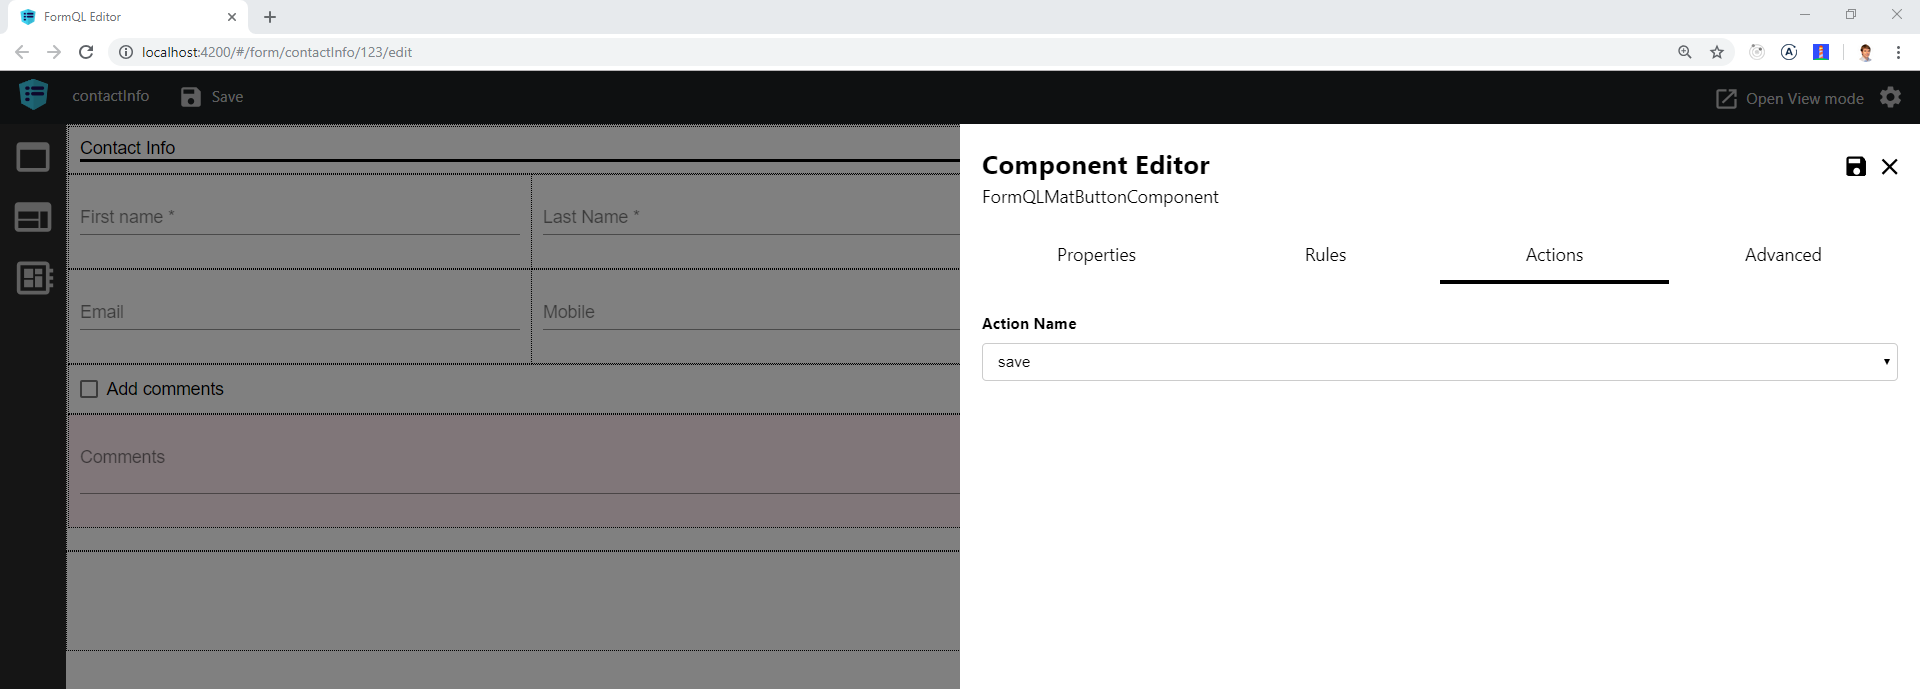 FormQL Editor
localhost:4200/#/form/contactInfo/123/edit
contactInfo
Save
Open View mode
Contact Info
First name *
Last Name *
Email
Mobile
Add comments
Comments
Component Editor
FormQLMatButtonComponent
Properties
Rules
Actions
Advanced
Action Name
save